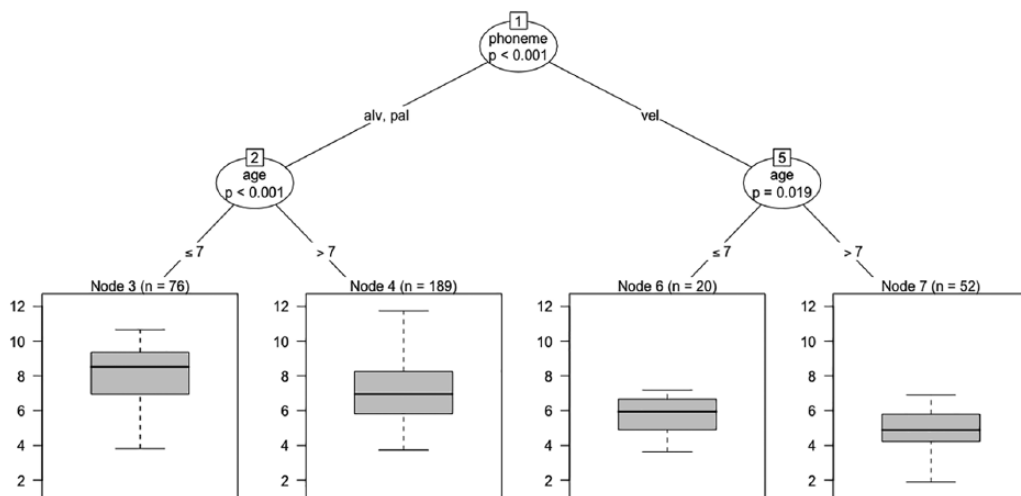 1
phoneme
p < 0.001
alv, pal
vel
2
age
p < 0.001
5
age
p = 0.019
≤ 7
> 7
≤7
> 7
Node 3 (n = 76)
12
10
8
6
4
2
Node 4 (n = 189)
12
10
8
6
4
2
Node 6 (n = 20)
12
10
8
6
4
2
Node 7 (n = 52)
12
10
8
6
4
2